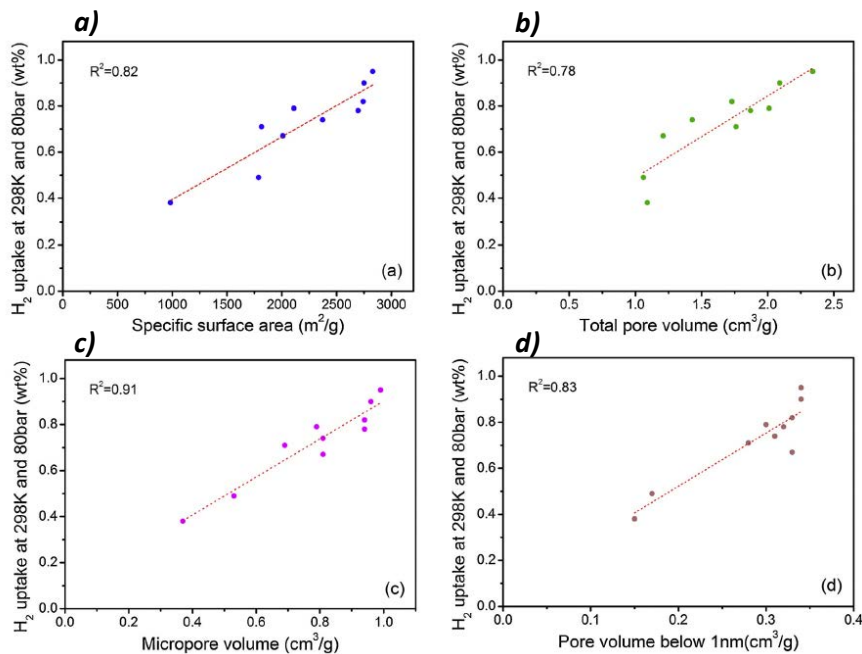 a)
H2 uptake at 298K and 80bar (wt%)
1.0
0.8
0.6
0.4
0.2
0.0
R²=0.82
(a)
0 500 1000 1500 2000 2500 3000
Specific surface area (m²/g)
b)
H2 uptake at 298K and 80bar (wt%)
1.0
0.8
0.6
0.4
0.2
0.0
R²=0.78
(b)
0.0 0.5 1.0 1.5 2.0 2.5
Total pore volume (cm³/g)
c)
H2 uptake at 298K and 80bar (wt%)
1.0
0.8
0.6
0.4
0.2
0.0
R²=0.91
(c)
0.0 0.2 0.4 0.6 0.8 1.0
Micropore volume (cm³/g)
d)
H2 uptake at 298K and 80bar (wt%)
1.0
0.8
0.6
0.4
0.2
0.0
R²=0.83
(d)
0.0 0.1 0.2 0.3 0.4
Pore volume below 1nm(cm³/g)